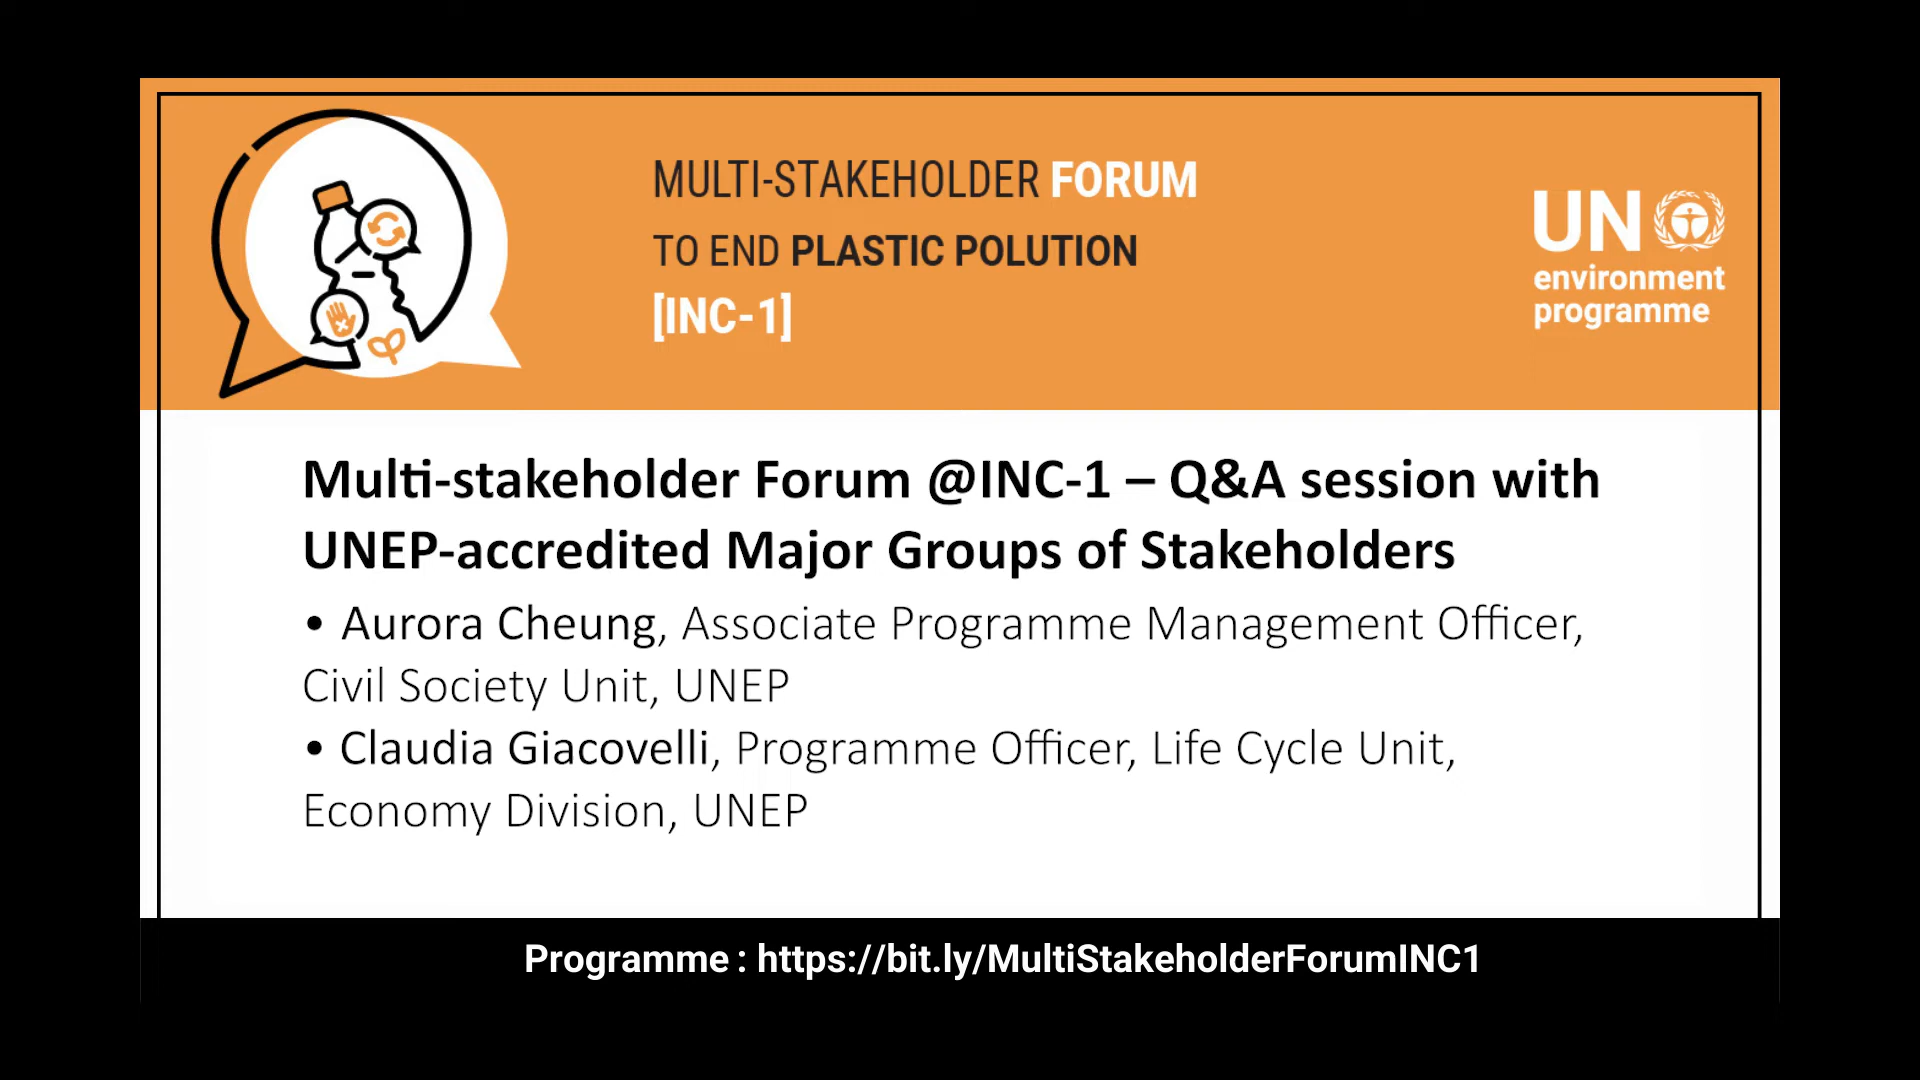 MULTI-STAKEHOLDER FORUM
TO END PLASTIC POLUTION
[INC-1]
UN
environment
programme
Multi-stakeholder Forum @INC-1 – Q&A session with
UNEP-accredited Major Groups of Stakeholders
• Aurora Cheung, Associate Programme Management Officer,
Civil Society Unit, UNEP
• Claudia Giacovelli, Programme Officer, Life Cycle Unit,
Economy Division, UNEP
Programme : https://bit.ly/MultiStakeholderForumINC1